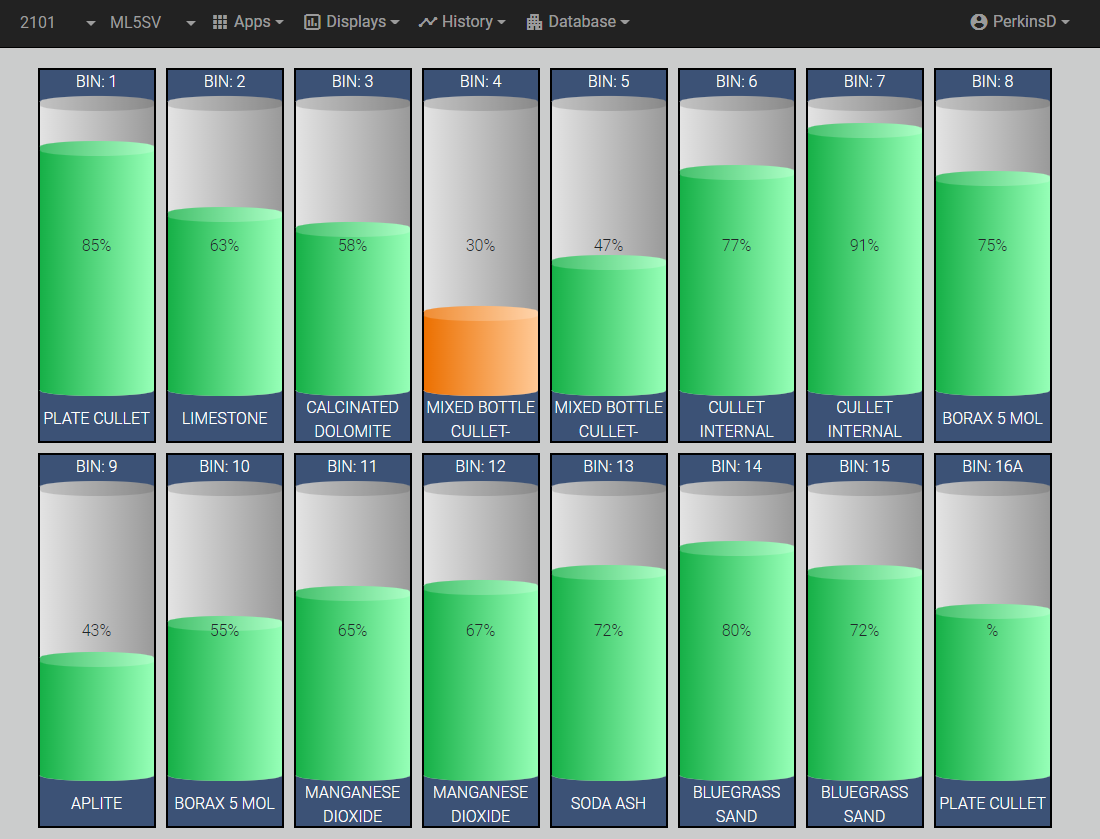 2101 ML5SV Apps Displays History Database PerkinsD
BIN: 1 BIN: 2 BIN: 3 BIN: 4 BIN: 5 BIN: 6 BIN: 7 BIN: 8
85% 63% 58% 30% 47% 77% 91% 75%
PLATE CULLET
LIMESTONE
CALCINATED
DOLOMITE
MIXED BOTTLE
CULLET-
MIXED BOTTLE
CULLET-
CULLET
INTERNAL
CULLET
INTERNAL
BORAX 5 MOL
BIN: 9 BIN: 10 BIN: 11 BIN: 12 BIN: 13 BIN: 14 BIN: 15 BIN: 16A
43% 55% 65% 67% 72% 80% 72% %
APLITE
BORAX 5 MOL
MANGANESE
DIOXIDE
MANGANESE
DIOXIDE
SODA ASH
BLUEGRASS
SAND
BLUEGRASS
SAND
PLATE CULLET